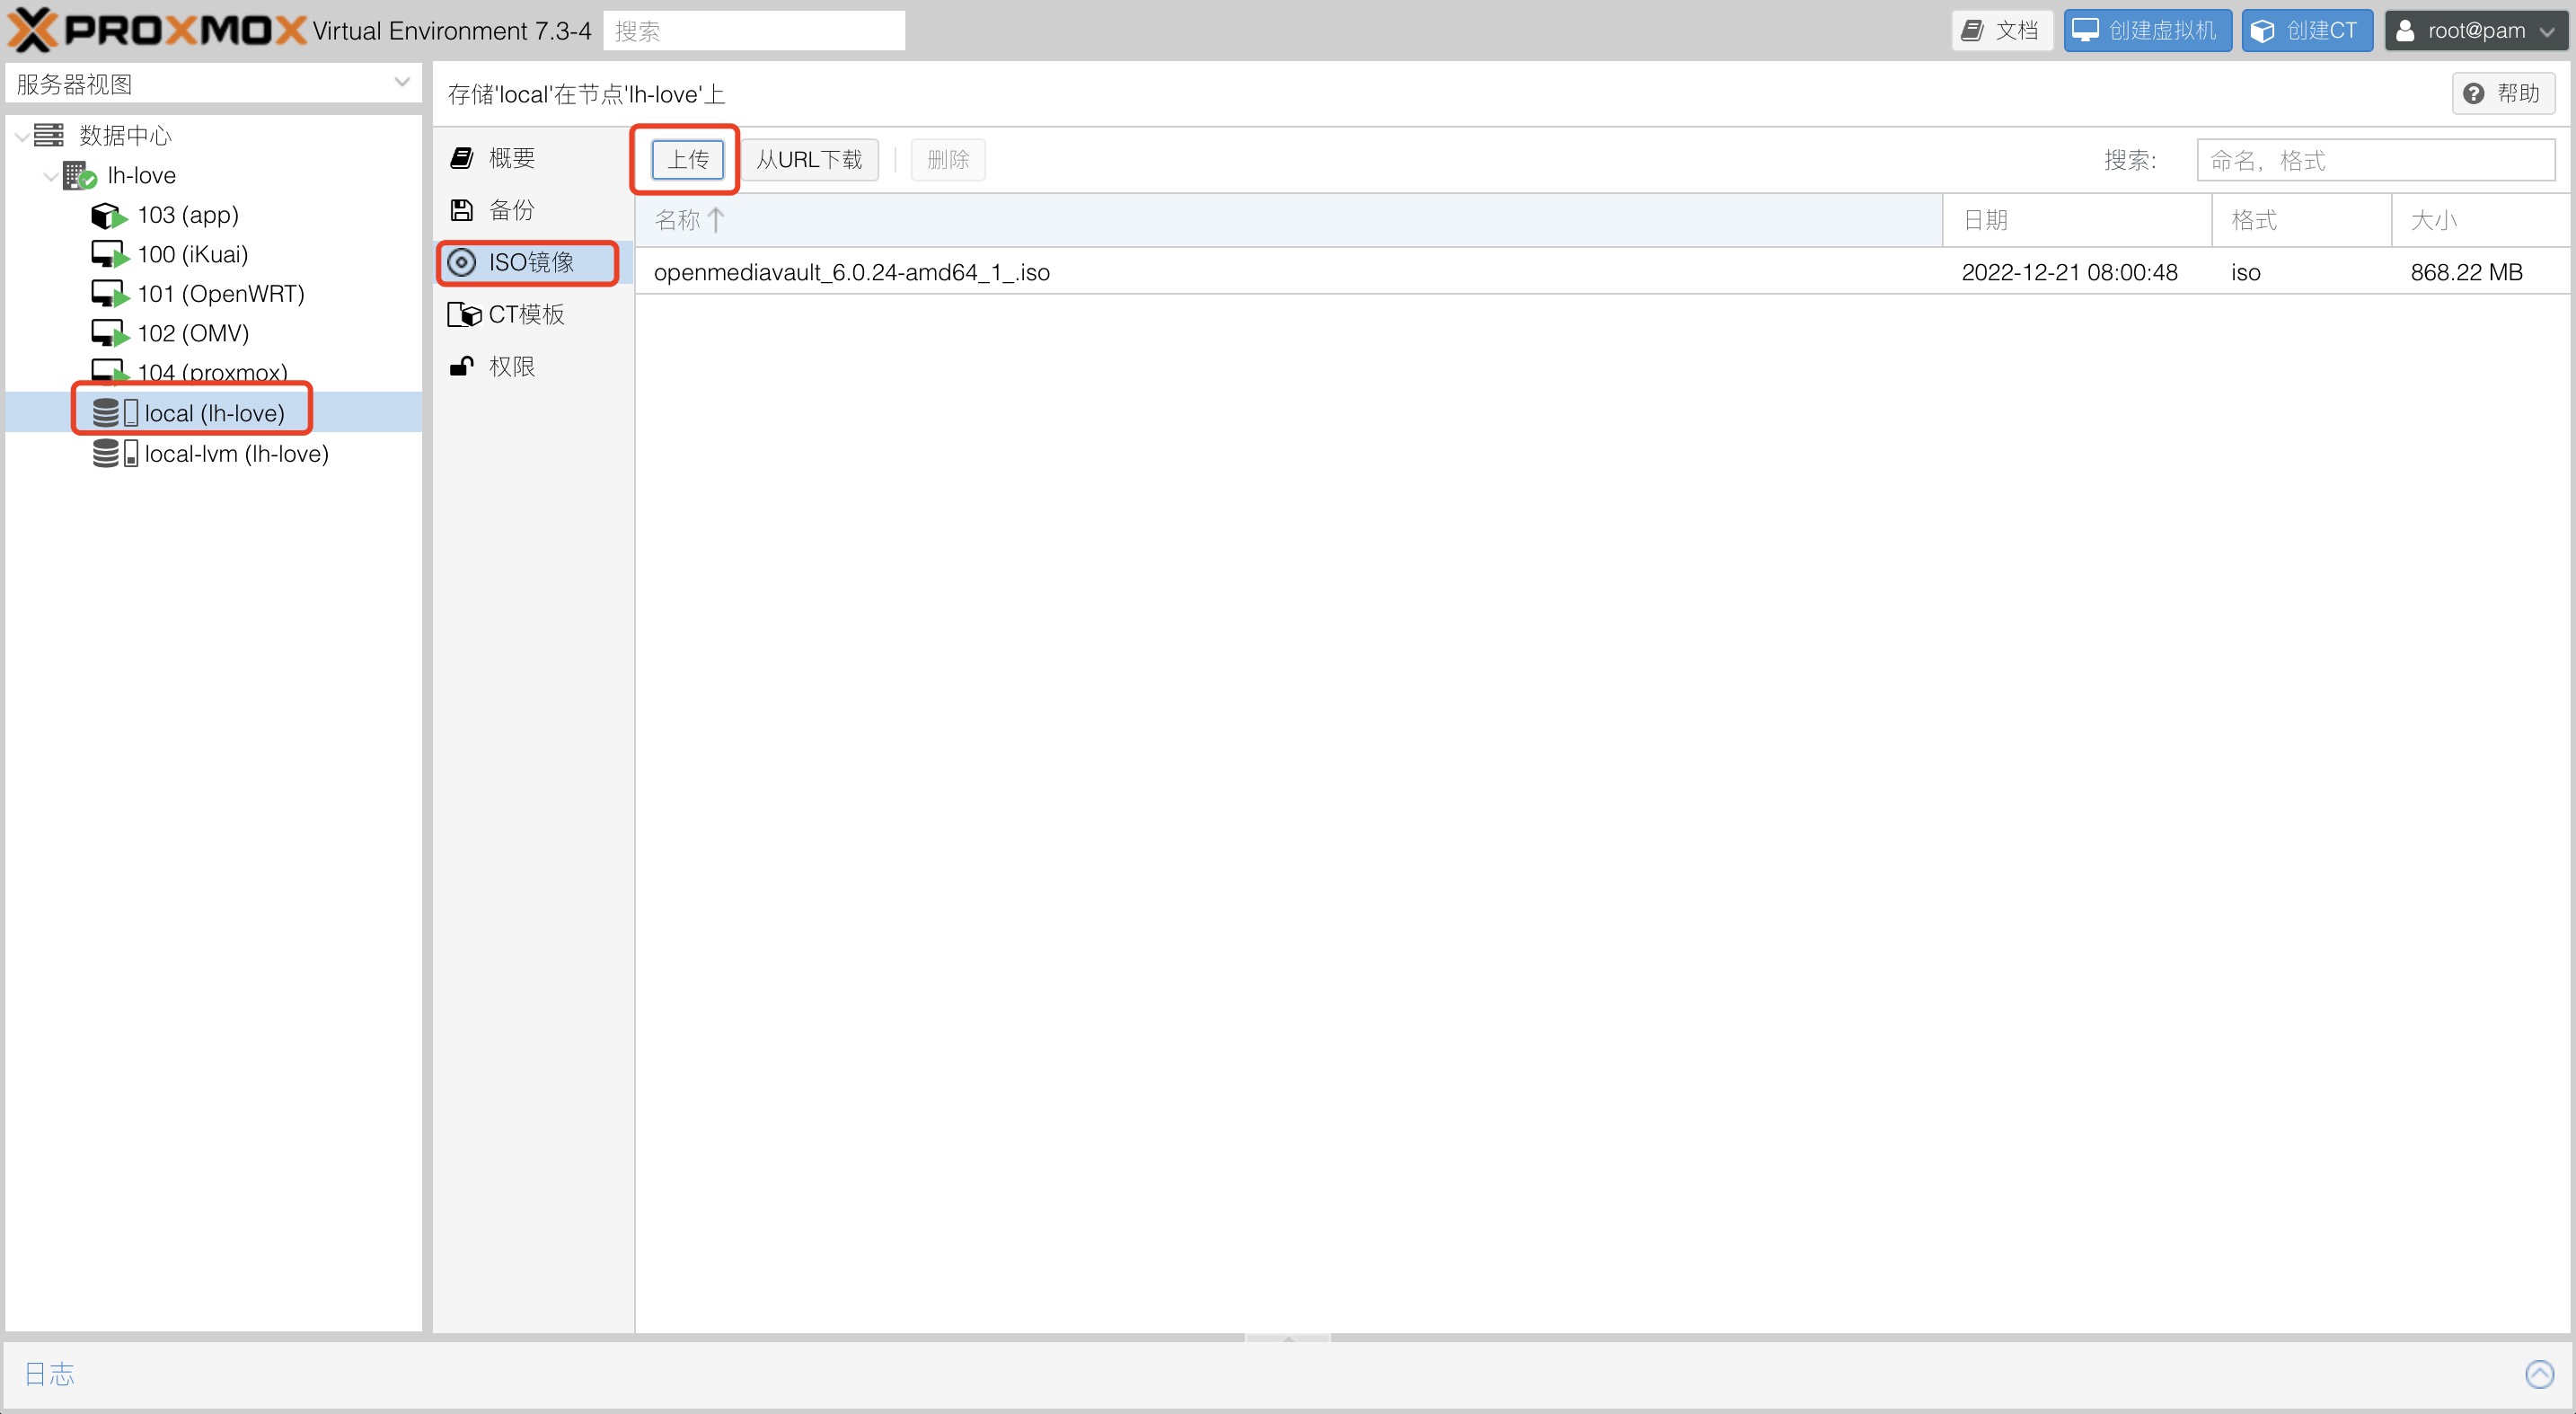 PROXMOX Virtual Environment 7.3-4 搜索 文档 创建虚拟机 创建CT root@pam
服务器视图
数据中心
lh-love
103 (app)
100 (iKuai)
101 (OpenWRT)
102 (OMV)
104 (proxmox)
local (lh-love)
local-lvm (lh-love)
存储'local'在节点'lh-love'上 帮助
概要
备份
ISO镜像
CT模板
权限
上传 从URL下载 删除 搜索: 命名, 格式
名称 日期 格式 大小
openmediavault_6.0.24-amd64_1_.iso 2022-12-21 08:00:48 iso 868.22 MB
日志